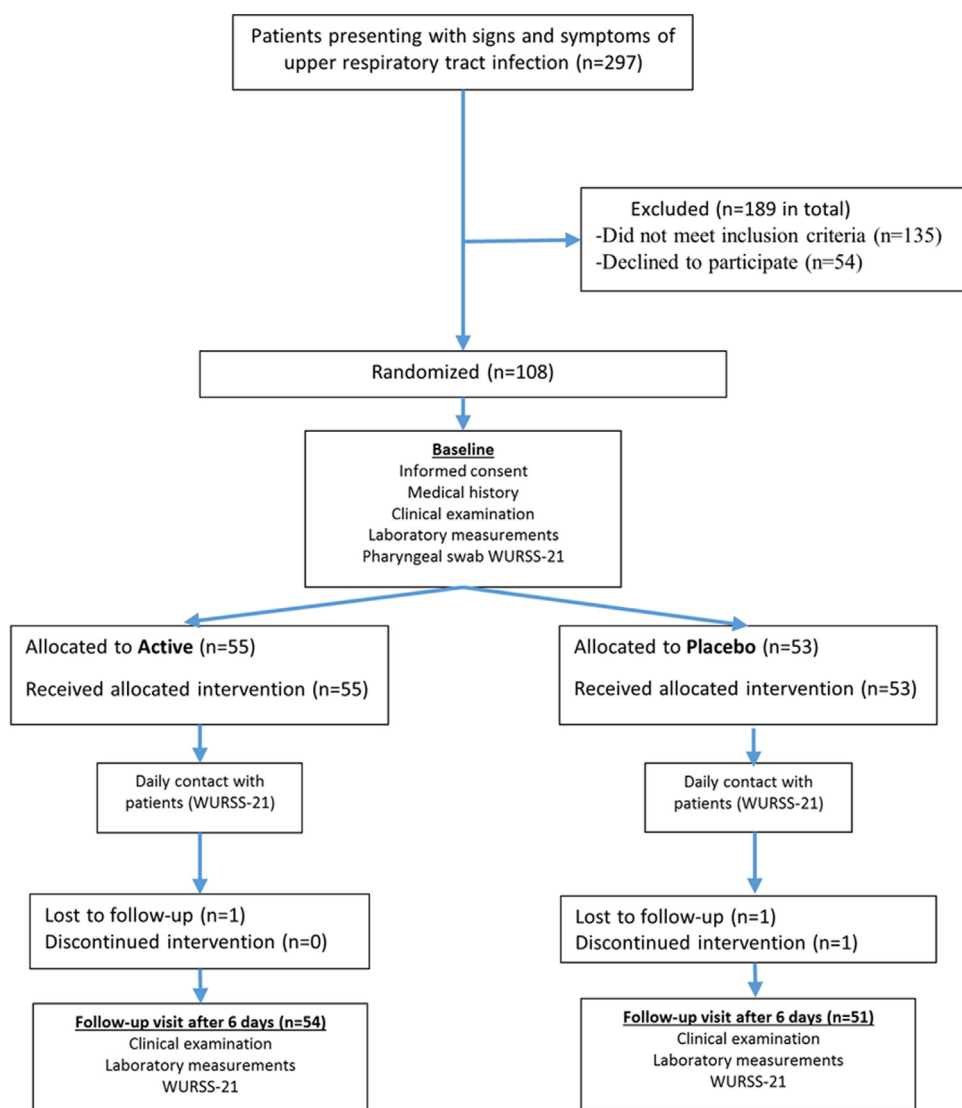 Patients presenting with signs and symptoms of
upper respiratory tract infection (n=297)
Excluded (n=189 in total)
-Did not meet inclusion criteria (n=135)
-Declined to participate (n=54)
Randomized (n=108)
Baseline
Informed consent
Medical history
Clinical examination
Laboratory measurements
Pharyngeal swab WURSS-21
Allocated to Active (n=55)
Received allocated intervention (n=55)
Allocated to Placebo (n=53)
Received allocated intervention (n=53)
Daily contact with
patients (WURSS-21)
Daily contact with
patients (WURSS-21)
Lost to follow-up (n=1)
Discontinued intervention (n=0)
Lost to follow-up (n=1)
Discontinued intervention (n=1)
Follow-up visit after 6 days (n=54)
Clinical examination
Laboratory measurements
WURSS-21
Follow-up visit after 6 days (n=51)
Clinical examination
Laboratory measurements
WURSS-21